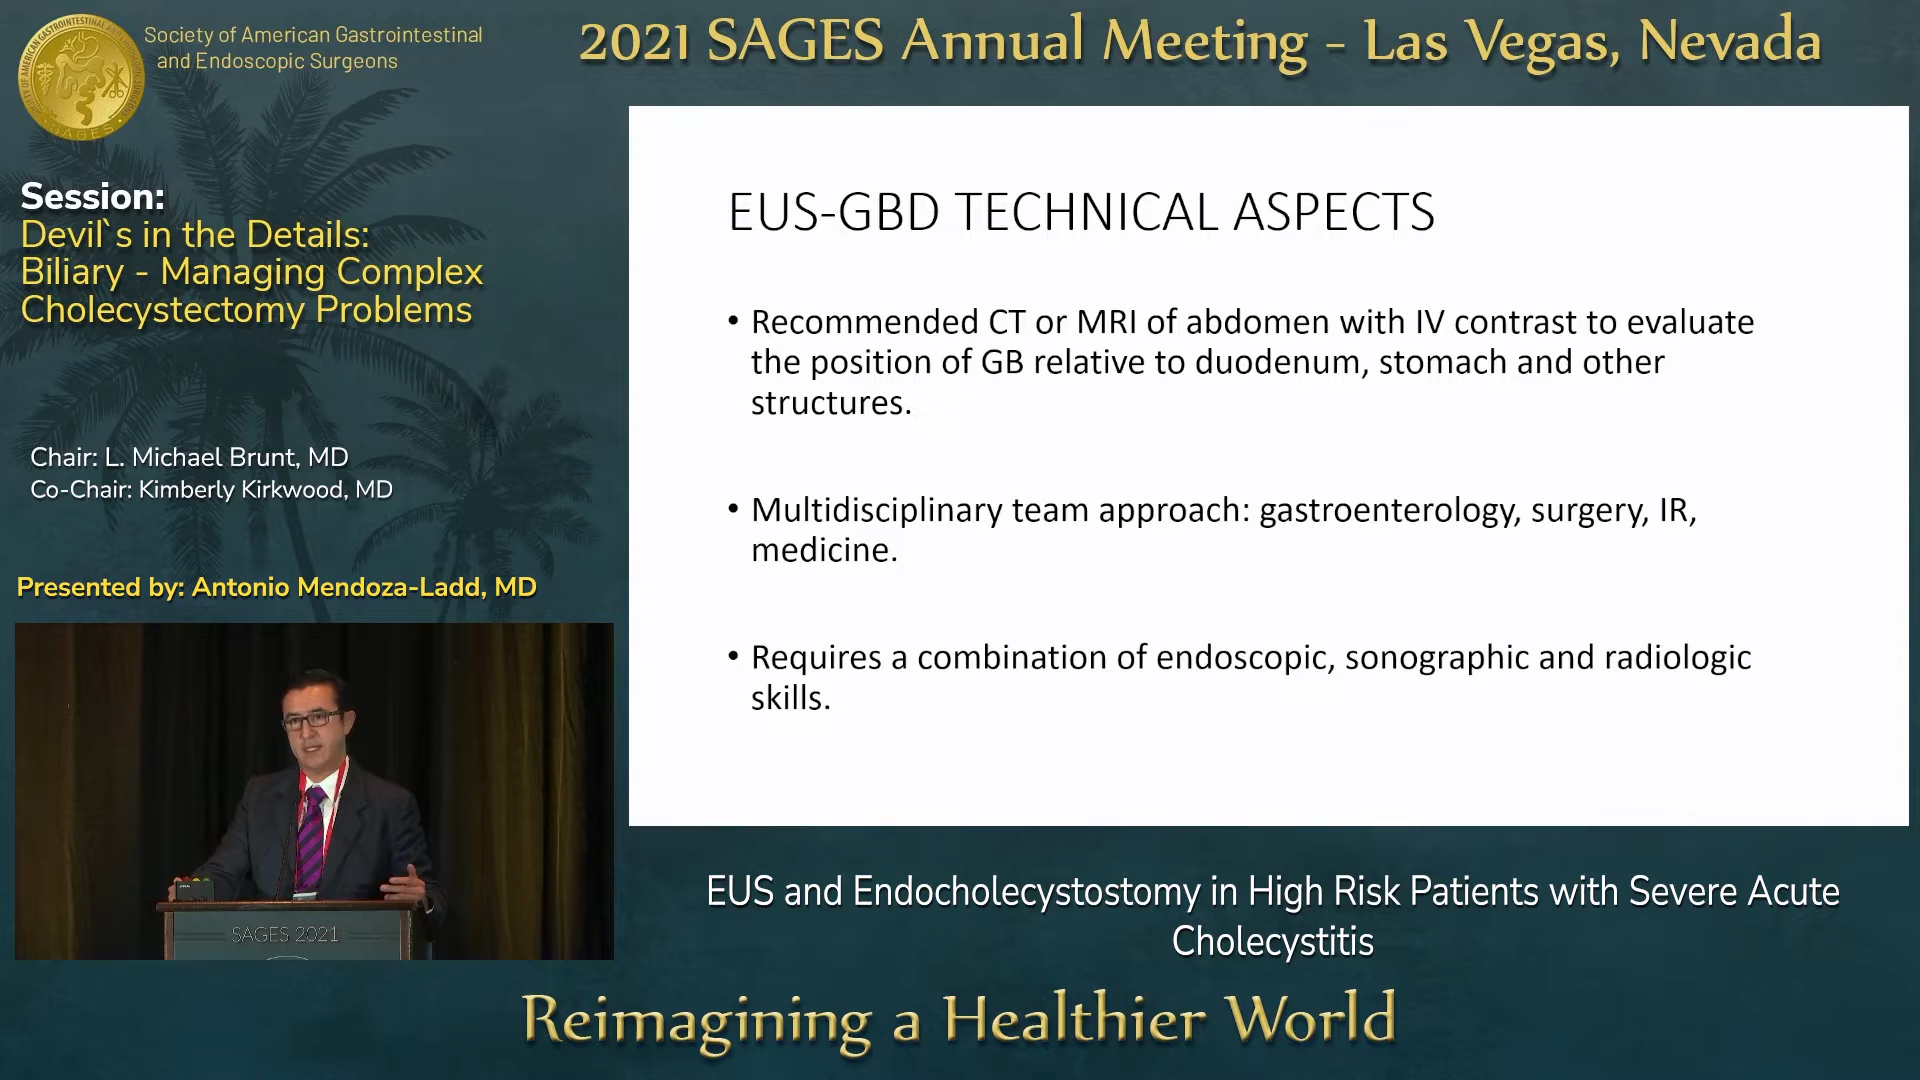 Society of American Gastrointestinal
and Endoscopic Surgeons
2021 SAGES Annual Meeting - Las Vegas, Nevada
Session:
Devil`s in the Details:
Biliary - Managing Complex
Cholecystectomy Problems
Chair: L. Michael Brunt, MD
Co-Chair: Kimberly Kirkwood, MD
Presented by: Antonio Mendoza-Ladd, MD
SAGES 2021
EUS-GBD TECHNICAL ASPECTS
• Recommended CT or MRI of abdomen with IV contrast to evaluate
the position of GB relative to duodenum, stomach and other
structures.
• Multidisciplinary team approach: gastroenterology, surgery, IR,
medicine.
• Requires a combination of endoscopic, sonographic and radiologic
skills.
EUS and Endocholecystostomy in High Risk Patients with Severe Acute
Cholecystitis
Reimagining a Healthier World
SAGES